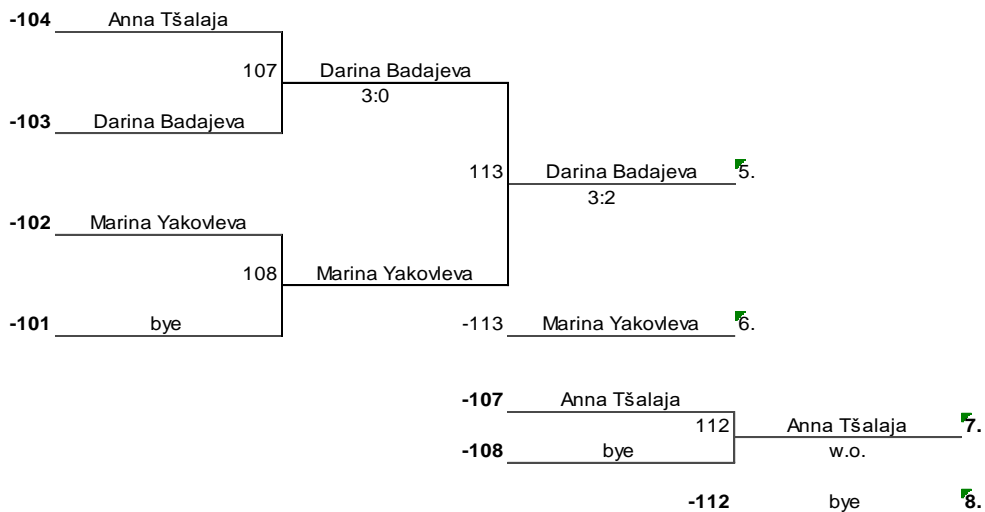 -104 Anna Tšalaja
107 Darina Badajeva
3:0
-103 Darina Badajeva
113 Darina Badajeva 5.
3:2
-102 Marina Yakovleva
108 Marina Yakovleva
-101 bye
-113 Marina Yakovleva 6.
-107 Anna Tšalaja
112 Anna Tšalaja 7.
-108 bye
w.o.
-112 bye 8.